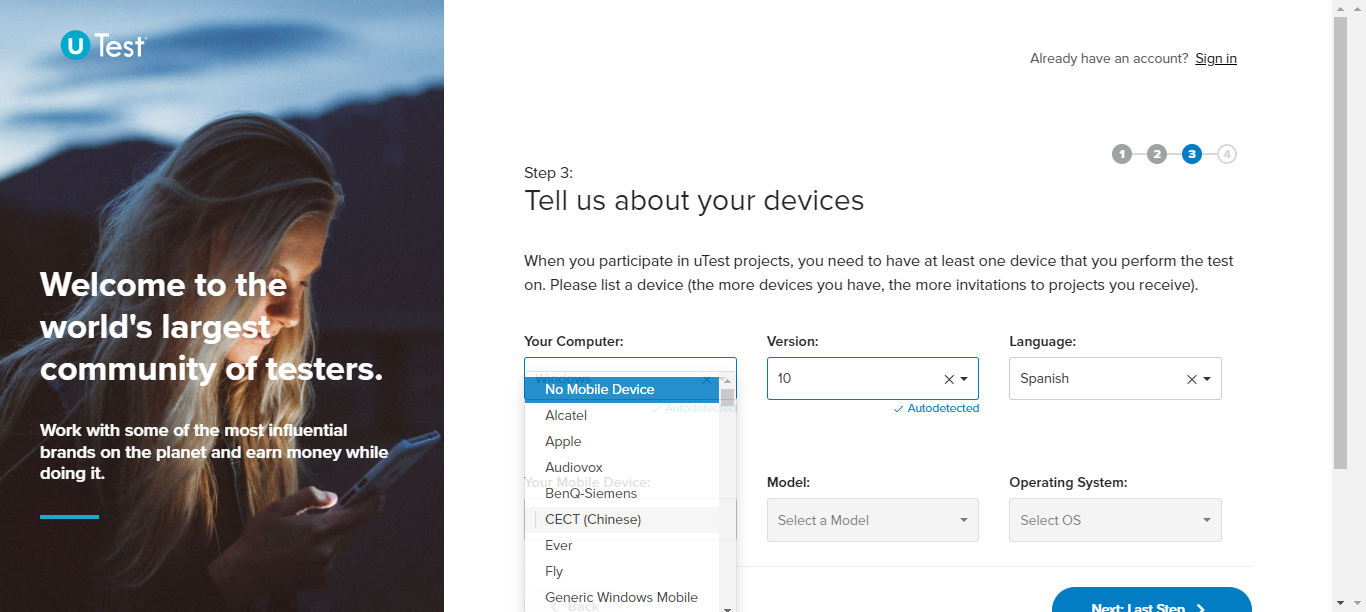 uTest
Already have an account? Sign in
1 2 3 4
Step 3:
Tell us about your devices
Welcome to the
world's largest
community of testers.
Work with some of the most influential
brands on the planet and earn money while
doing it.
When you participate in uTest projects, you need to have at least one device that you perform the test
on. Please list a device (the more devices you have, the more invitations to projects you receive).
Your Computer:
Version:
Language:
Windows
10
Spanish
Autodetected
Autodetected
No Mobile Device
Alcatel
Apple
Audiovox
BenQ-Siemens
CECT (Chinese)
Ever
Fly
Generic Windows Mobile
Your Mobile Device:
Model:
Operating System:
Select a Model
Select OS
Back
Next: Last Step